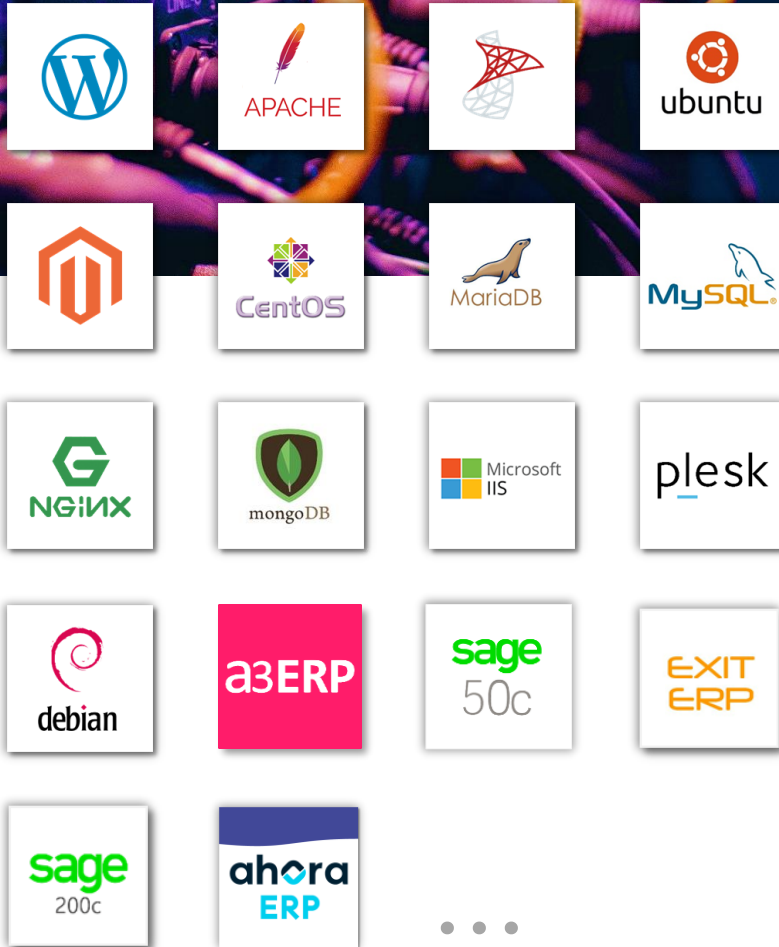 W
APACHE
ubuntu
CentOS
MariaDB
MySQL®
G
NGiNX
mongoDB
Microsoft
IIS
plesk
debian
a3ERP
sage
50c
EXIT
ERP
sage
200c
ahora
ERP